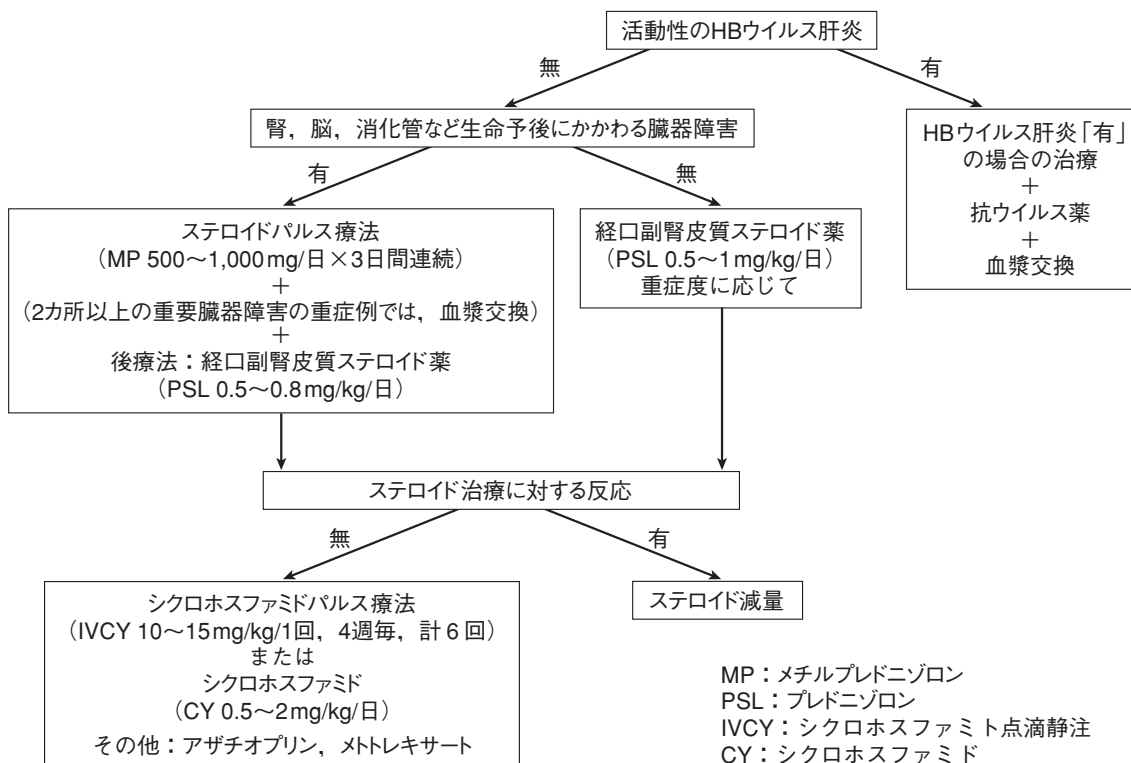 活動性のHBウイルス肝炎
無
有
腎，脳，消化管など生命予後にかかわる臓器障害
HBウイルス肝炎「有」
の場合の治療
+
抗ウイルス薬
+
血漿交換
有
無
ステロイドパルス療法
（MP 500〜1,000mg/日×3日間連続）
+
（2カ所以上の重要臓器障害の重症例では，血漿交換）
+
後療法：経口副腎皮質ステロイド薬
（PSL 0.5〜0.8mg/kg/日）
経口副腎皮質ステロイド薬
（PSL 0.5〜1mg/kg/日）
重症度に応じて
ステロイド治療に対する反応
無
有
シクロホスファミドパルス療法
（IVCY 10〜15mg/kg/1回，4週毎，計6回）
または
シクロホスファミド
（CY 0.5〜2mg/kg/日）
その他：アザチオプリン，メトトレキサート
ステロイド減量
MP：メチルプレドニゾロン
PSL：プレドニゾロン
IVCY：シクロホスファミト点滴静注
CY：シクロホスファミド